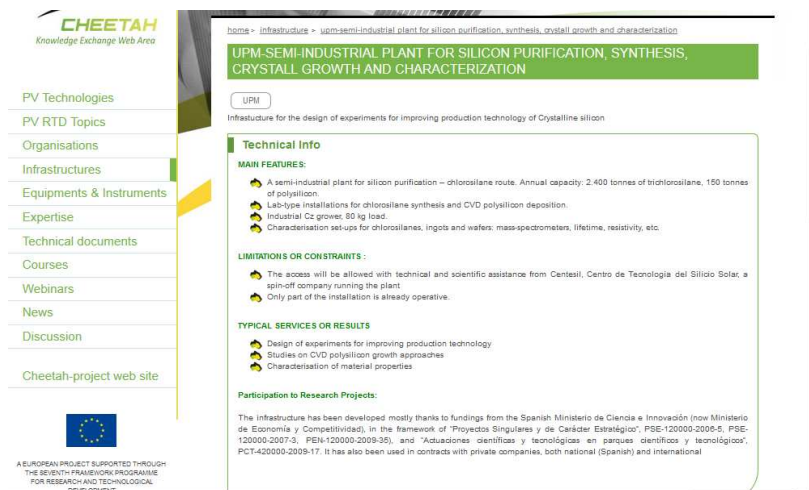 CHEETAH
Knowledge Exchange Web Area
PV Technologies
PV RTD Topics
Organisations
Infrastructures
Equipments & Instruments
Expertise
Technical documents
Courses
Webinars
News
Discussion
Cheetah-project web site
A EUROPEAN PROJECT SUPPORTED THROUGH
THE SEVENTH FRAMEWORK PROGRAMME
FOR RESEARCH AND TECHNOLOGICAL
DEVELOPMENT
home > infrastructure > upm-semi-industrial plant for silicon purification, synthesis, crystall growth and characterization
UPM-SEMI-INDUSTRIAL PLANT FOR SILICON PURIFICATION, SYNTHESIS,
CRYSTALL GROWTH AND CHARACTERIZATION
UPM
Infrastucture for the design of experiments for improving production technology of Crystalline silicon
Technical Info
MAIN FEATURES:
A semi-industrial plant for silicon purification – chlorosilane route. Annual capacity: 2.400 tonnes of trichlorosilane, 150 tonnes
of polysilicon.
Lab-type installations for chlorosilane synthesis and CVD polysilicon deposition.
Industrial Cz grower, 80 kg load.
Characterisation set-ups for chlorosilanes, ingots and wafers: mass-spectrometers, lifetime, resistivity, etc.
LIMITATIONS OR CONSTRAINTS :
The access will be allowed with technical and scientific assistance from Centesil, Centro de Tecnologia del Silicio Solar, a
spin-off company running the plant
Only part of the installation is already operative.
TYPICAL SERVICES OR RESULTS
Design of experiments for improving production technology
Studies on CVD polysilicon growth approaches
Characterisation of material properties
Participation to Research Projects:
The infrastructure has been developed mostly thanks to fundings from the Spanish Ministerio de Ciencia e Innovación (now Ministerio
de Economía y Competitividad), in the framework of "Proyectos Singulares y de Carácter Estratégico", PSE-120000-2006-5, PSE-
120000-2007-3, PEN-120000-2009-35), and "Actuaciones científicas y tecnológicas en parques científicos y tecnológicos",
PCT-420000-2009-17. It has also been used in contracts with private companies, both national (Spanish) and international